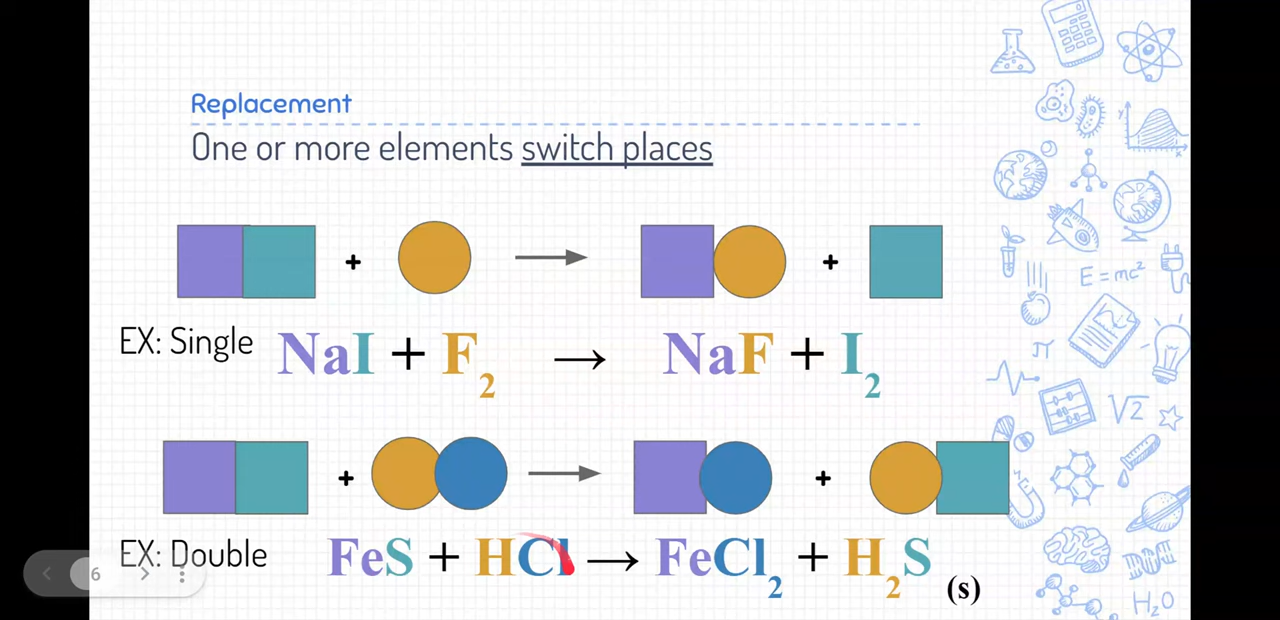 Replacement
One or more elements switch places
+ → +
EX: Single NaI + F₂ → NaF + I₂
+ → +
EX: Double FeS + HCl → FeCl₂ + H₂S (s)
6
y
x
E=mc²
π
√2
H₂O